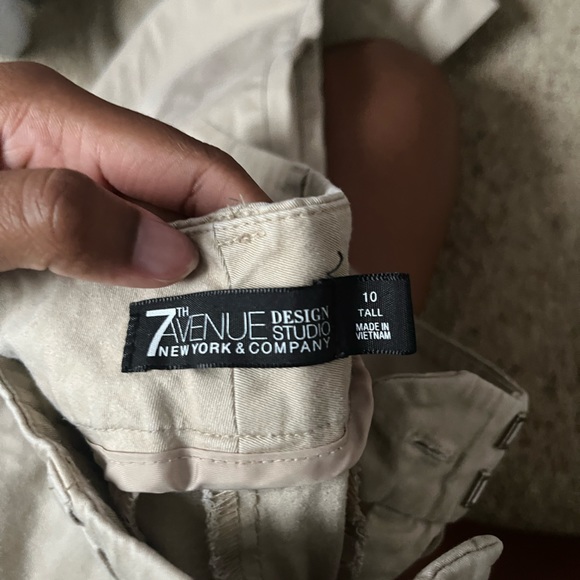 7TH AVENUE DESIGN STUDIO
NEW YORK & COMPANY
10
TALL
MADE IN
VIETNAM